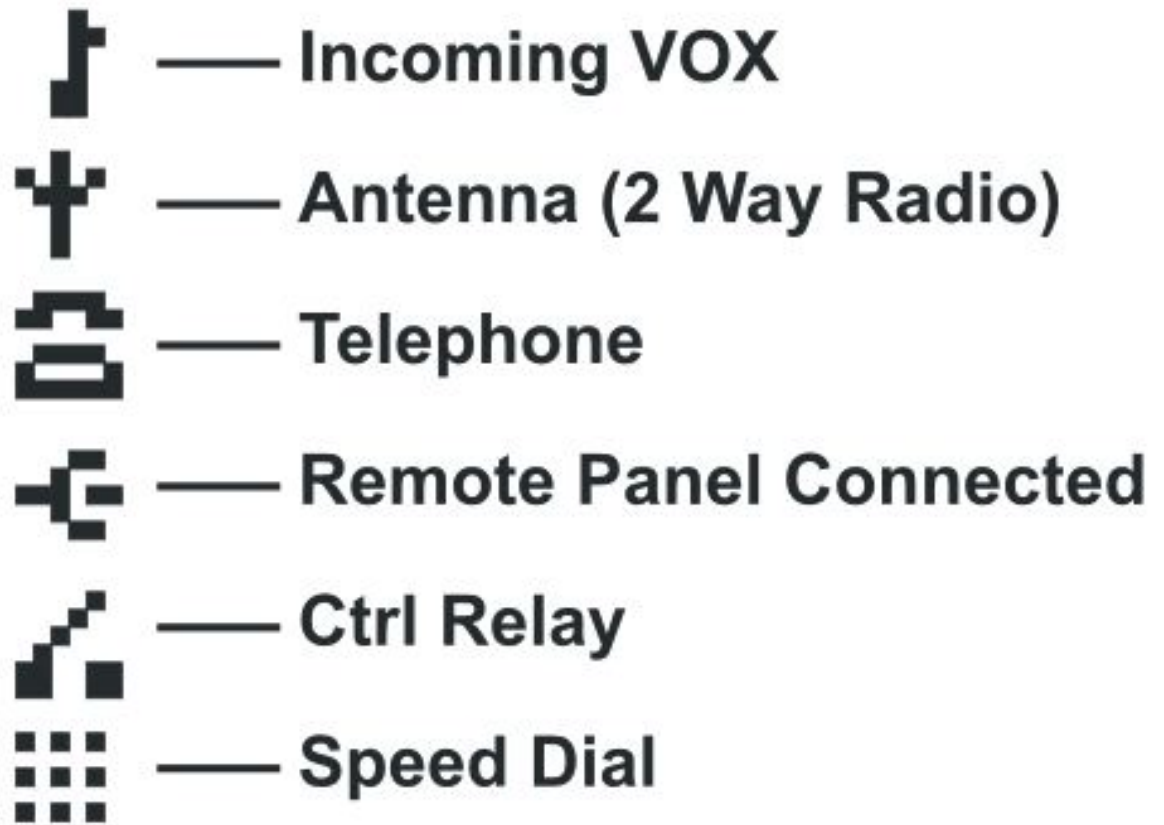 Incoming VOX
Antenna (2 Way Radio)
Telephone
Remote Panel Connected
Ctrl Relay
Speed Dial